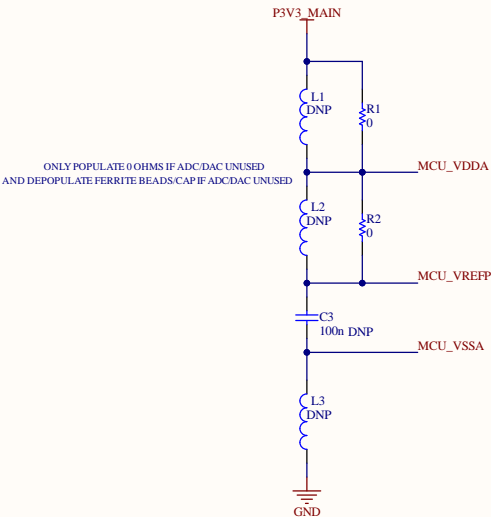 P3V3_MAIN
L1
DNP
R1
0
ONLY POPULATE 0 OHMS IF ADC/DAC UNUSED
AND DEPOPULATE FERRITE BEADS/CAP IF ADC/DAC UNUSED
MCU_VDDA
L2
DNP
R2
0
MCU_VREFP
C3
100n DNP
MCU_VSSA
L3
DNP
GND